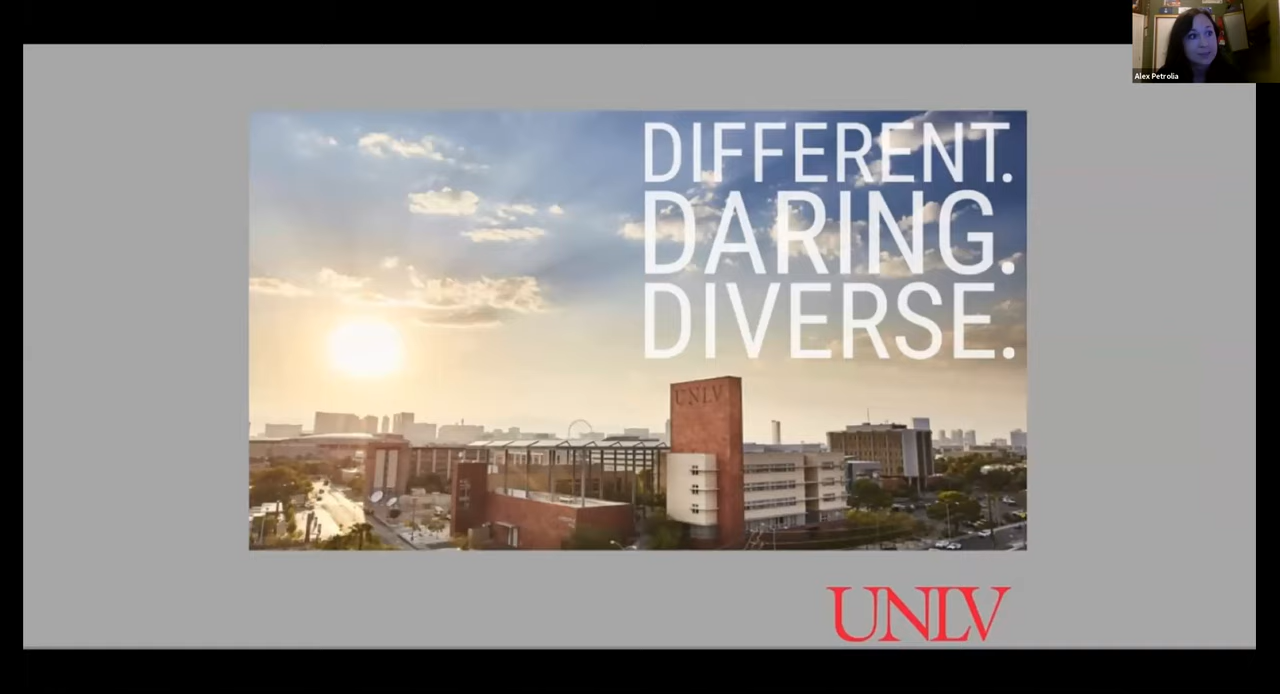 Alex Petrolia
DIFFERENT.
DARING.
DIVERSE.
UNLV
UNLV